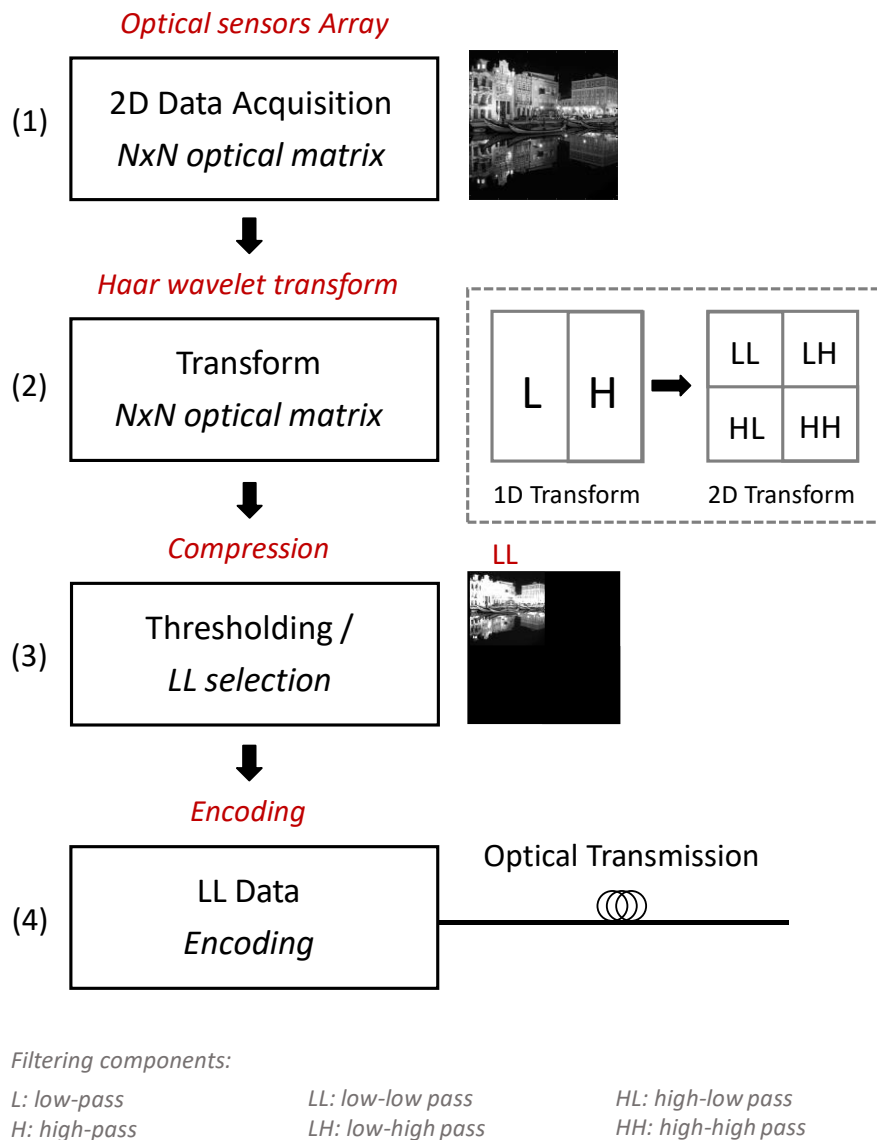 Optical sensors Array
(1)
2D Data Acquisition
NxN optical matrix
Haar wavelet transform
(2)
Transform
NxN optical matrix
L H
1D Transform
LL LH
HL HH
2D Transform
Compression
LL
(3)
Thresholding /
LL selection
Encoding
(4)
LL Data
Encoding
Optical Transmission
Filtering components:
L: low-pass LL: low-low pass HL: high-low pass
H: high-pass LH: low-high pass HH: high-high pass